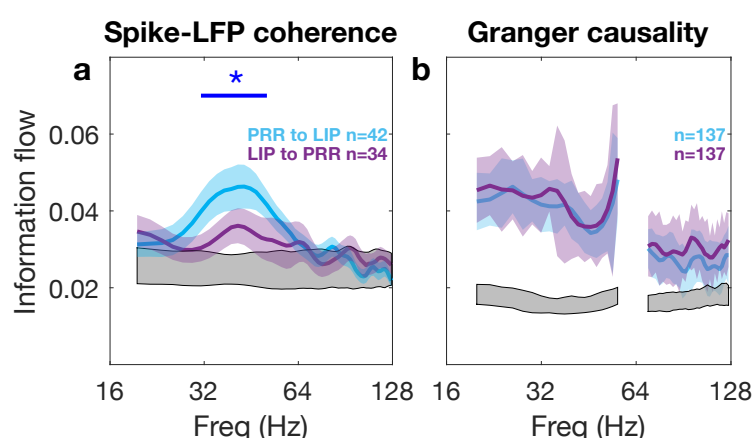 Spike-LFP coherence
Granger causality
a
*
b
PRR to LIP n=42
LIP to PRR n=34
n=137
n=137
Information flow
0.06
0.04
0.02
16
32
64
128
16
32
64
128
Freq (Hz)
Freq (Hz)